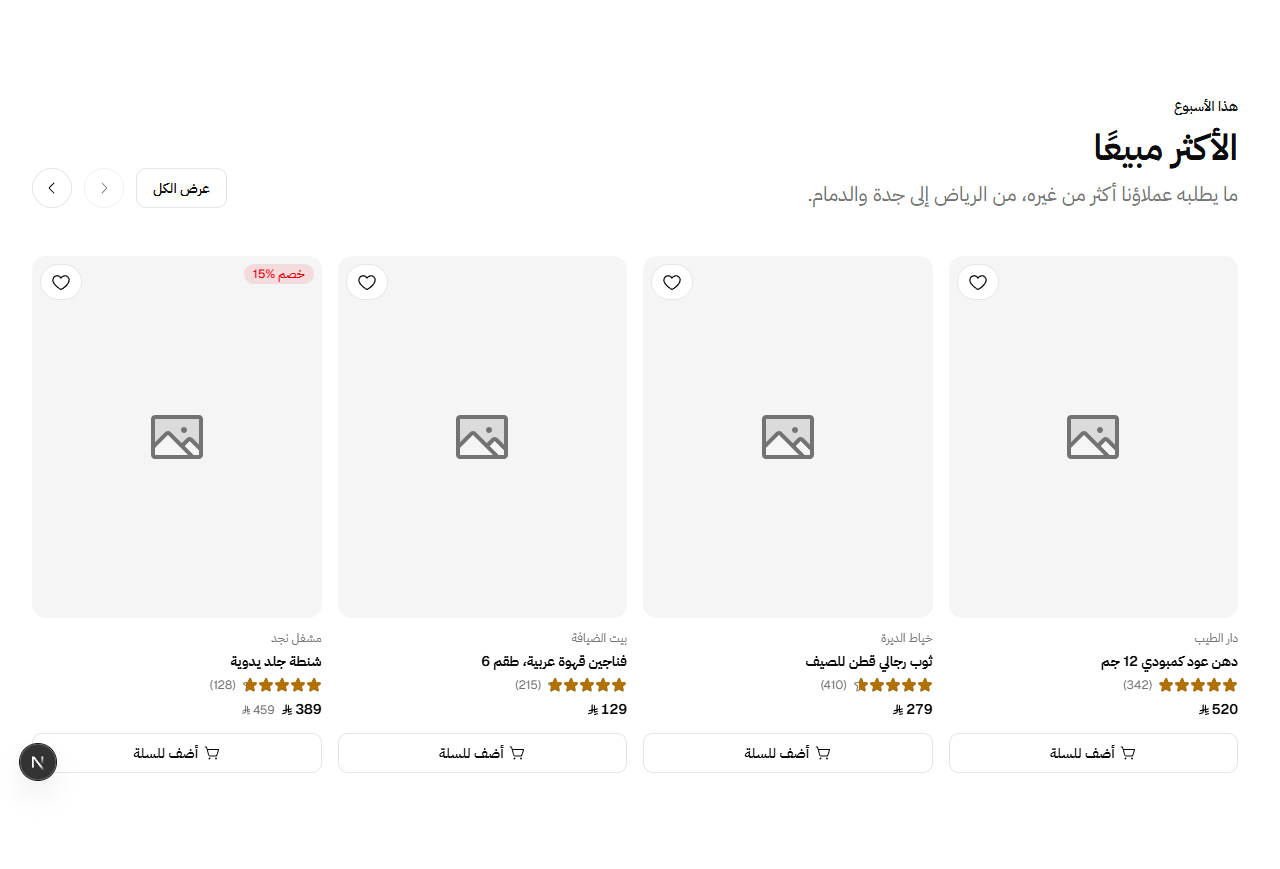 هذا الأسبوع
الأكثر مبيعًا
ما يطلبه عملاؤنا أكثر من غيره، من الرياض إلى جدة والدمام.
عرض الكل
دار الطيب
دهن عود كمبودي 12 جم
(342)
520 ⃁
أضف للسلة
خياط الديرة
ثوب رجالي قطن للصيف
(410)
279 ⃁
أضف للسلة
بيت الضيافة
فناجين قهوة عربية، طقم 6
(215)
129 ⃁
أضف للسلة
خصم 15%
مشغل نجد
شنطة جلد يدوية
(128)
389 ⃁ 459 ⃁
أضف للسلة
N